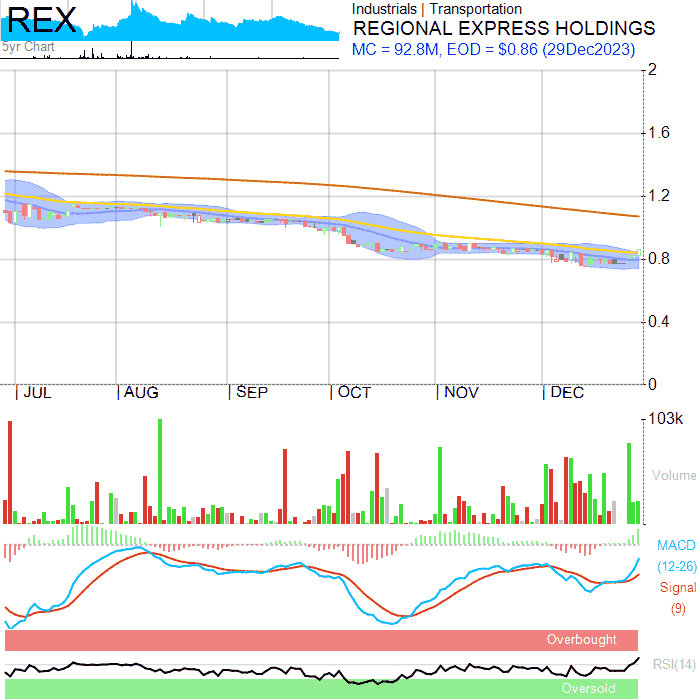 REX
5yr Chart
Industrials | Transportation
REGIONAL EXPRESS HOLDINGS
MC = 92.8M, EOD = $0.86 (29Dec2023)
2
1.6
1.2
0.8
0.4
0
| JUL | AUG | SEP | OCT | NOV | DEC
103k
Volume
MACD
(12-26)
Signal
(9)
Overbought
RSI(14)
Oversold